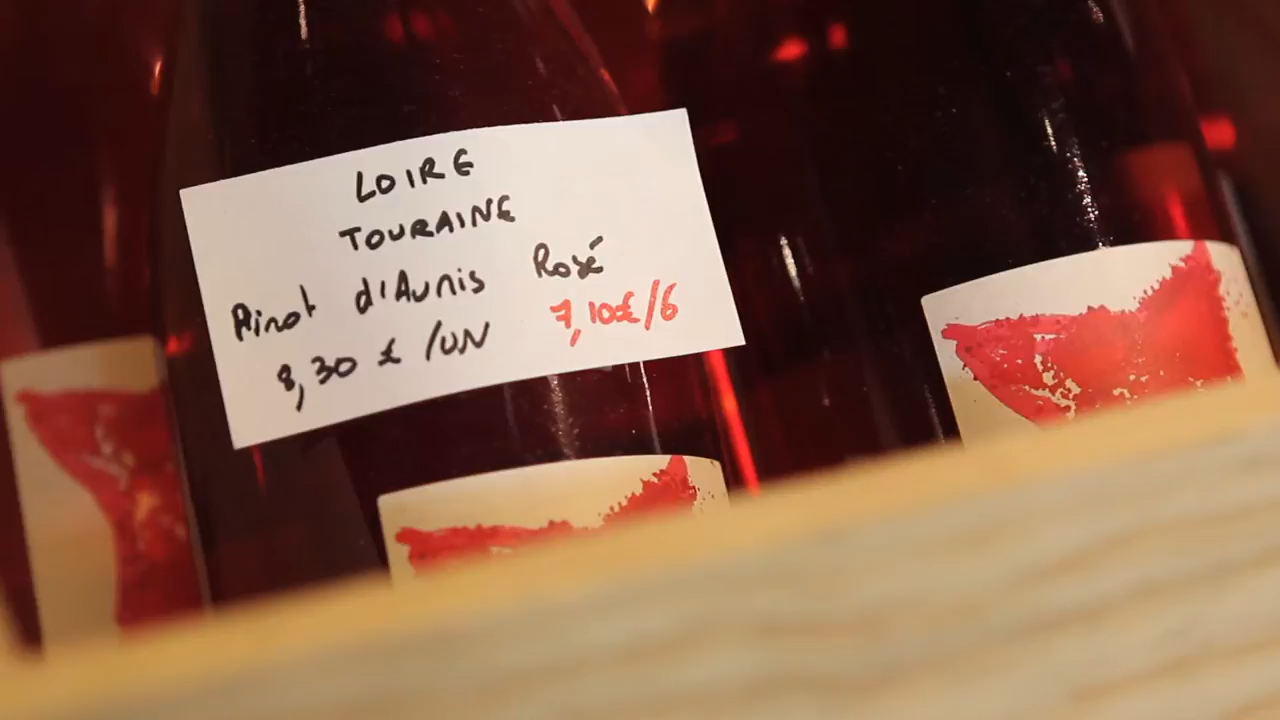 LOIRE
TOURAINE
Pinot d'Aunis Rosé
8,30 £ /UN 7,10£/6